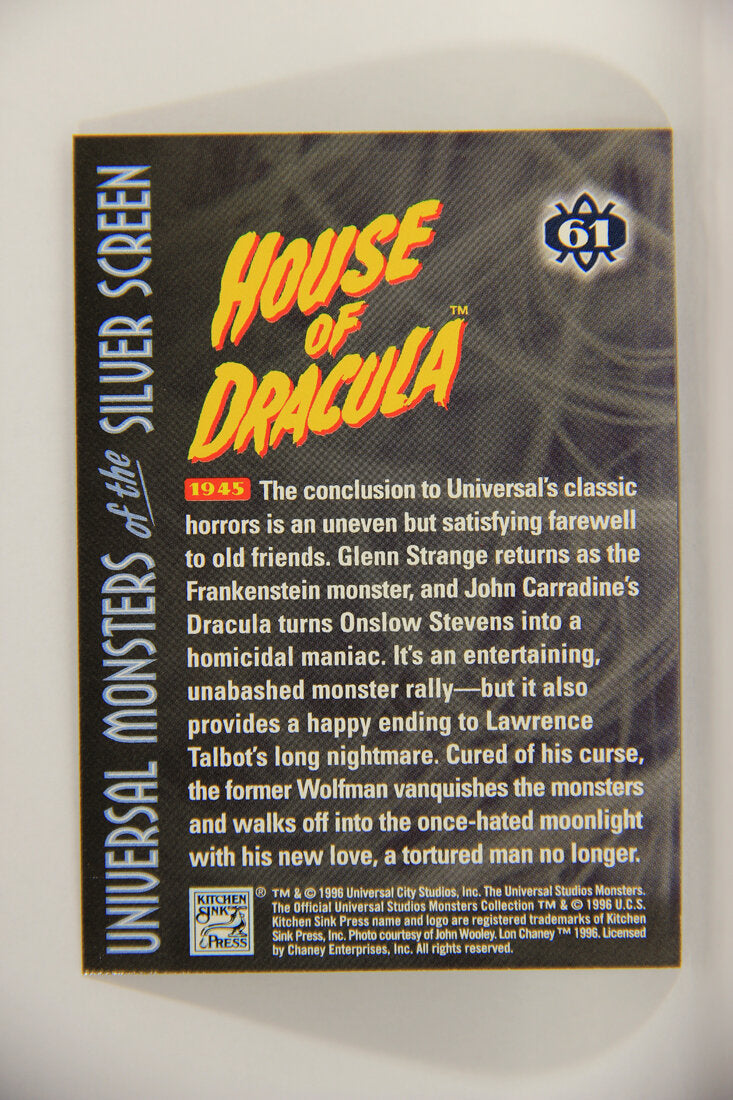 UNIVERSAL MONSTERS of the SILVER SCREEN
61
HOUSE
OF
DRACULA™
1945 The conclusion to Universal's classic
horrors is an uneven but satisfying farewell
to old friends. Glenn Strange returns as the
Frankenstein monster, and John Carradine's
Dracula turns Onslow Stevens into a
homicidal maniac. It's an entertaining,
unabashed monster rally—but it also
provides a happy ending to Lawrence
Talbot's long nightmare. Cured of his curse,
the former Wolfman vanquishes the monsters
and walks off into the once-hated moonlight
with his new love, a tortured man no longer.
KITCHEN
SINK
PRESS
® TM & © 1996 Universal City Studios, Inc. The Universal Studios Monsters.
The Official Universal Studios Monsters Collection TM & © 1996 U.C.S.
Kitchen Sink Press name and logo are registered trademarks of Kitchen
Sink Press, Inc. Photo courtesy of John Wooley. Lon Chaney ™ 1996. Licensed
by Chaney Enterprises, Inc. All rights reserved.